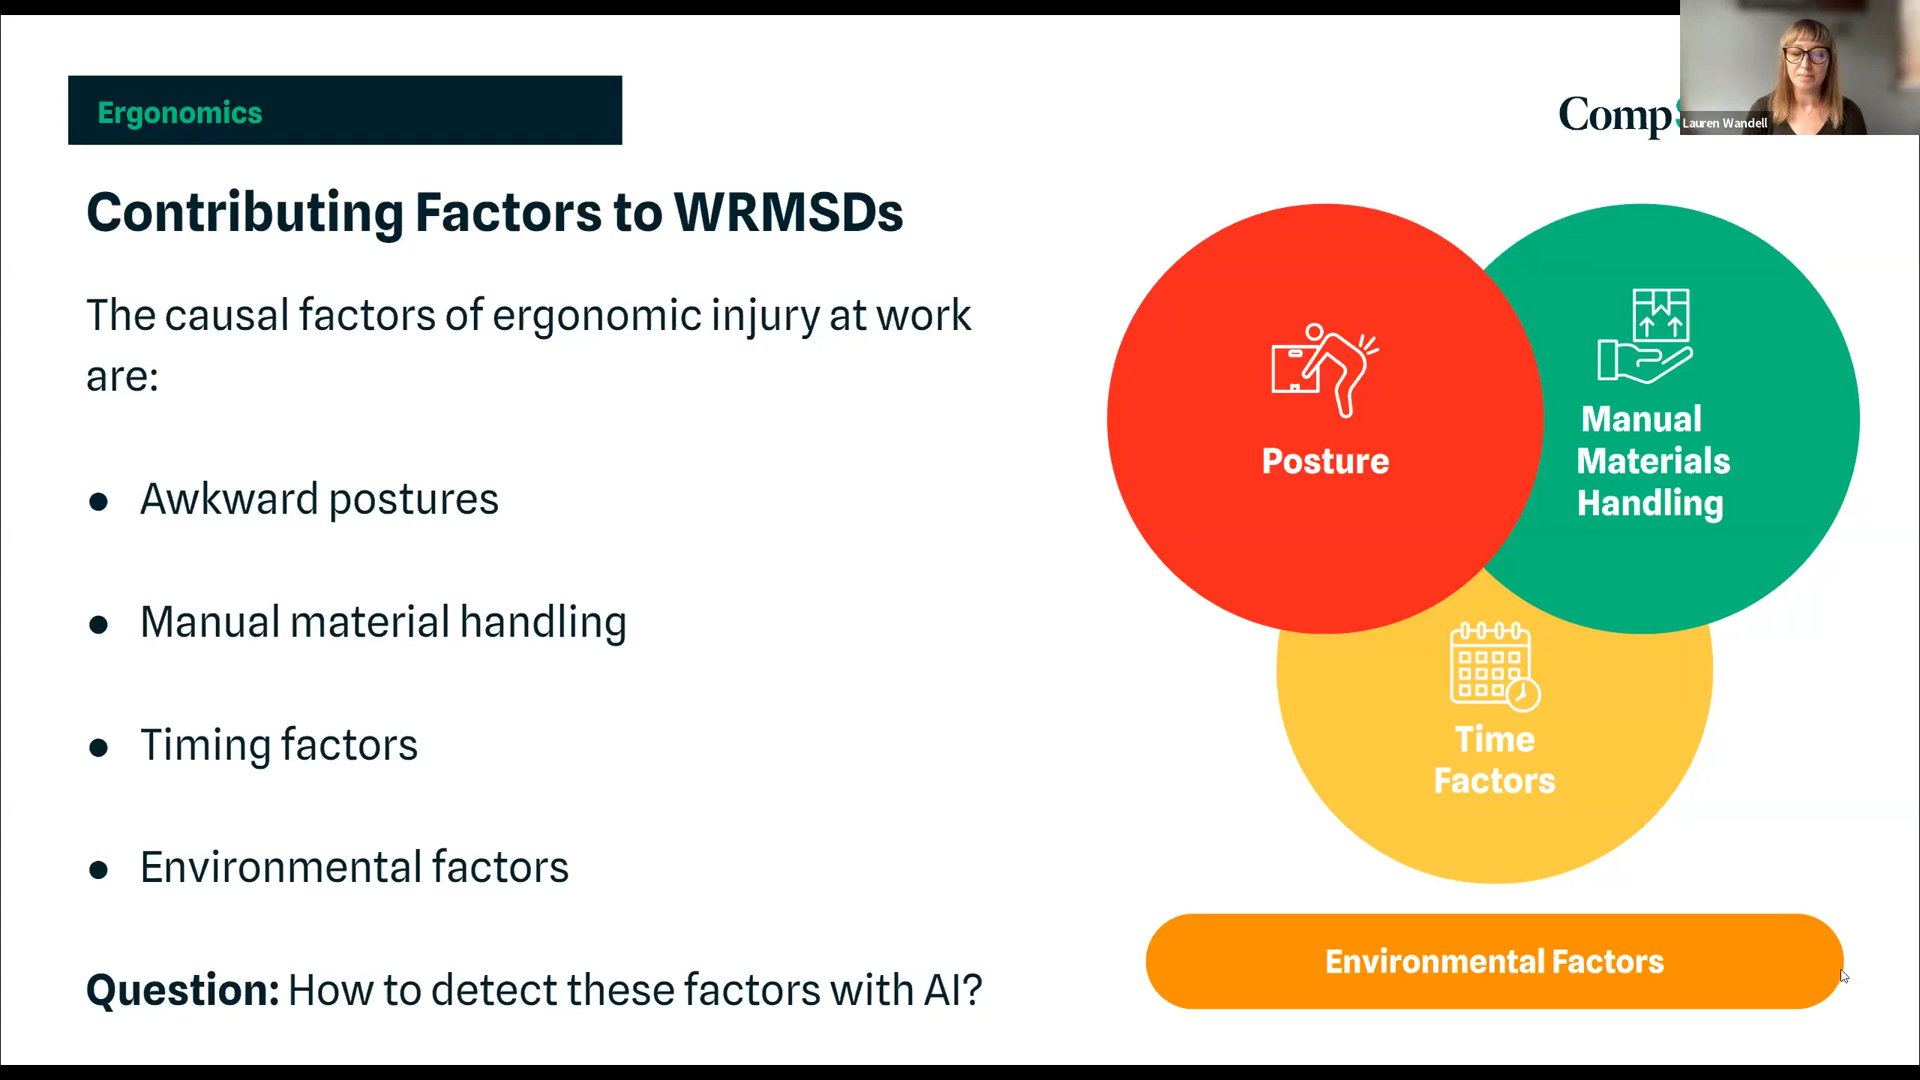 Ergonomics
Comp
Lauren Wandell
Contributing Factors to WRMSDs
The causal factors of ergonomic injury at work
are:
● Awkward postures
● Manual material handling
● Timing factors
● Environmental factors
Question: How to detect these factors with AI?
Posture
Manual
Materials
Handling
Time
Factors
Environmental Factors